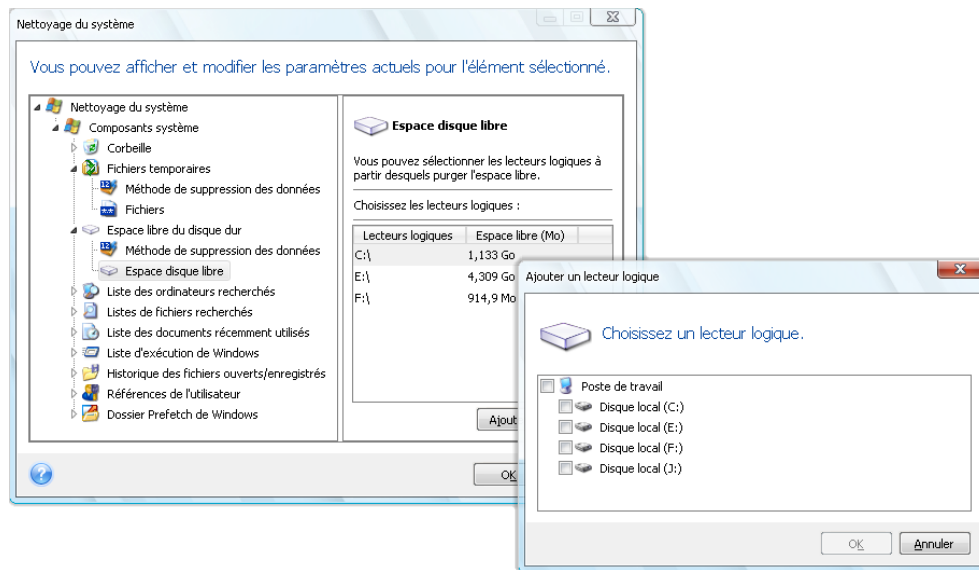 Nettoyage du système
Vous pouvez afficher et modifier les paramètres actuels pour l'élément sélectionné.
Nettoyage du système
Composants système
Corbeille
Fichiers temporaires
Méthode de suppression des données
Fichiers
Espace libre du disque dur
Méthode de suppression des données
Espace disque libre
Liste des ordinateurs recherchés
Listes de fichiers recherchés
Liste des documents récemment utilisés
Liste d'exécution de Windows
Historique des fichiers ouverts/enregistrés
Références de l'utilisateur
Dossier Prefetch de Windows
Espace disque libre
Vous pouvez sélectionner les lecteurs logiques à
partir desquels purger l'espace libre.
Choisissez les lecteurs logiques :
Lecteurs logiques Espace libre (Mo)
C:\ 1,133 Go
E:\ 4,309 Go
F:\ 914,9 Mo
Ajout
OK
Ajouter un lecteur logique
Choisissez un lecteur logique.
Poste de travail
Disque local (C:)
Disque local (E:)
Disque local (F:)
Disque local (J:)
OK Annuler